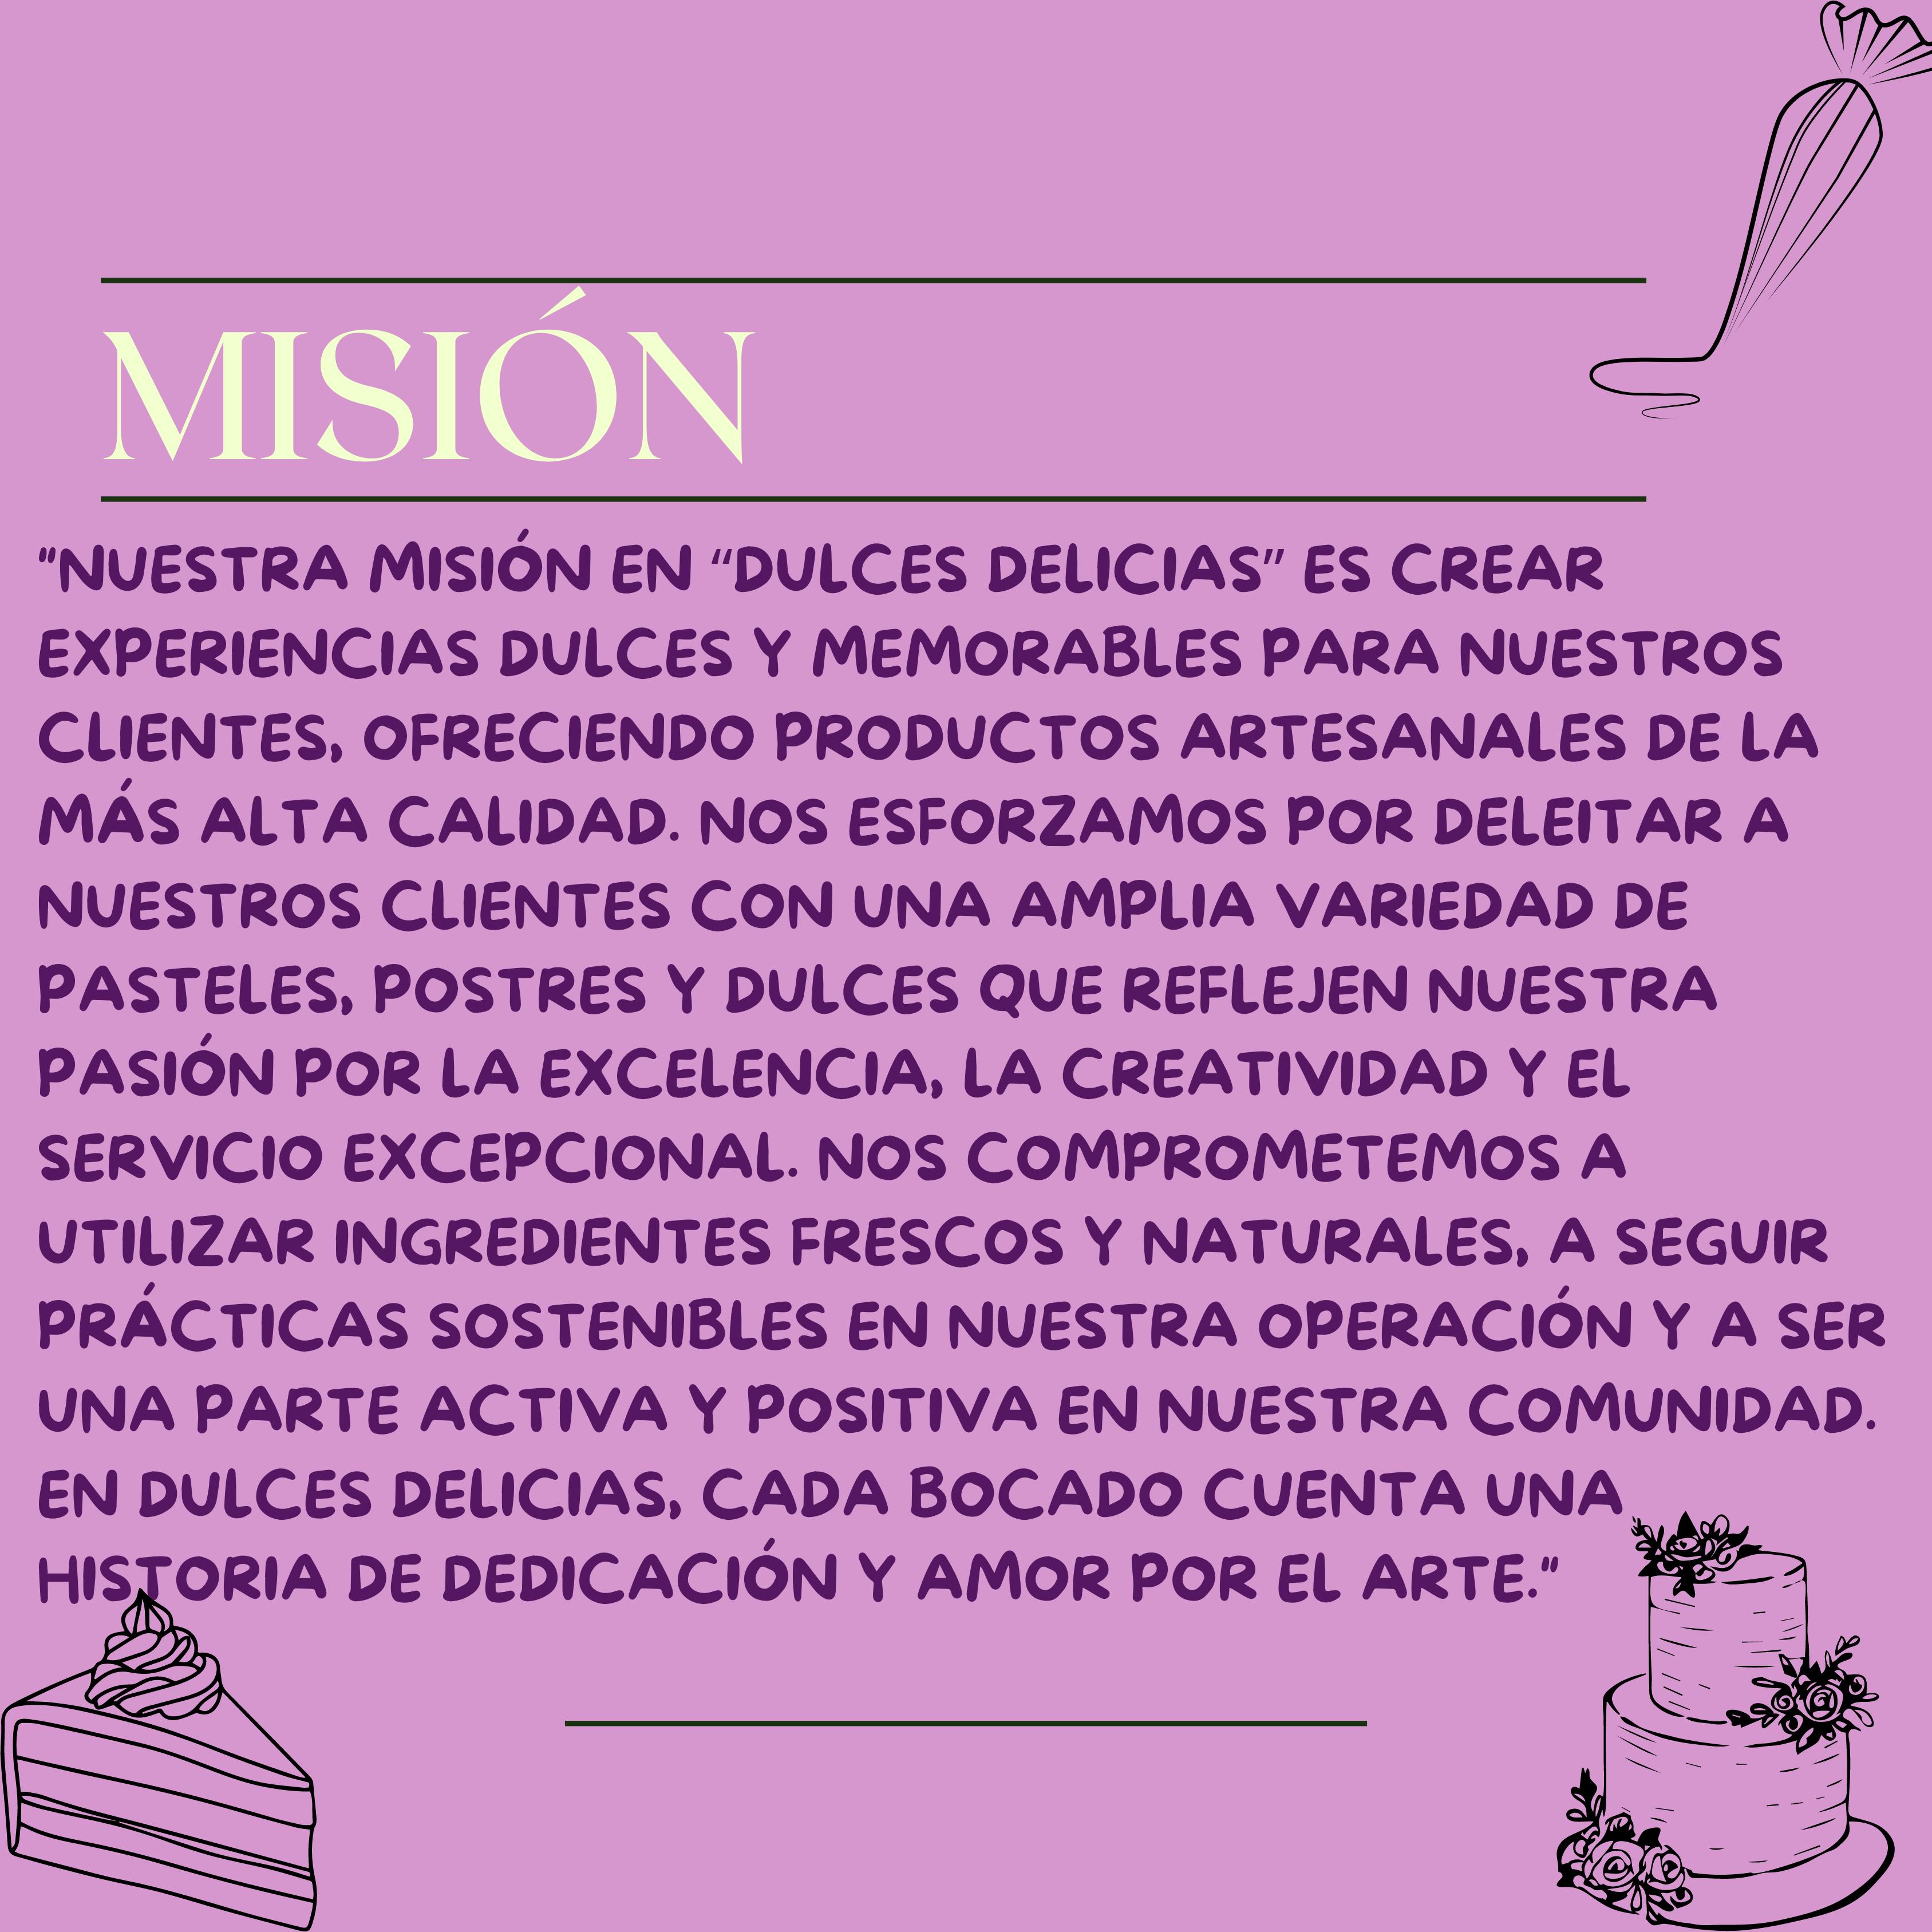 MISIÓN
"NUESTRA MISIÓN EN “DULCES DELICIAS” ES CREAR
EXPERIENCIAS DULCES Y MEMORABLES PARA NUESTROS
CLIENTES, OFRECIENDO PRODUCTOS ARTESANALES DE LA
MÁS ALTA CALIDAD. NOS ESFORZAMOS POR DELEITAR A
NUESTROS CLIENTES CON UNA AMPLIA VARIEDAD DE
PASTELES, POSTRES Y DULCES QUE REFLEJEN NUESTRA
PASIÓN POR LA EXCELENCIA, LA CREATIVIDAD Y EL
SERVICIO EXCEPCIONAL. NOS COMPROMETEMOS A
UTILIZAR INGREDIENTES FRESCOS Y NATURALES, A SEGUIR
PRÁCTICAS SOSTENIBLES EN NUESTRA OPERACIÓN Y A SER
UNA PARTE ACTIVA Y POSITIVA EN NUESTRA COMUNIDAD.
EN DULCES DELICIAS, CADA BOCADO CUENTA UNA
HISTORIA DE DEDICACIÓN Y AMOR POR EL ARTE."